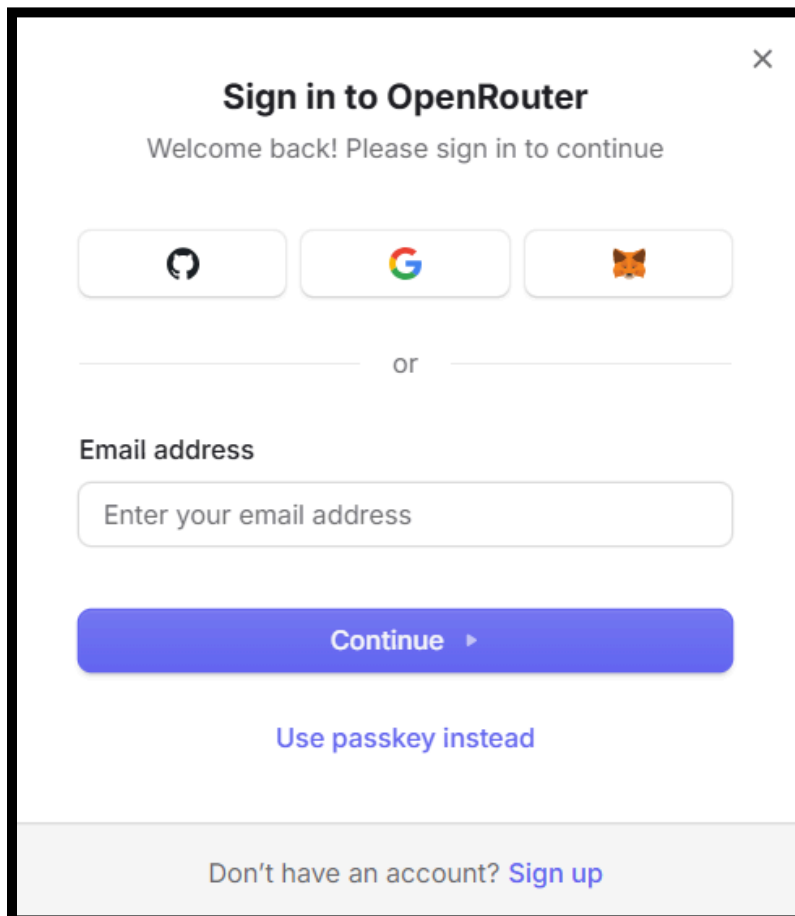 Sign in to OpenRouter
Welcome back! Please sign in to continue
or
Email address
Enter your email address
Continue
Use passkey instead
Don’t have an account? Sign up